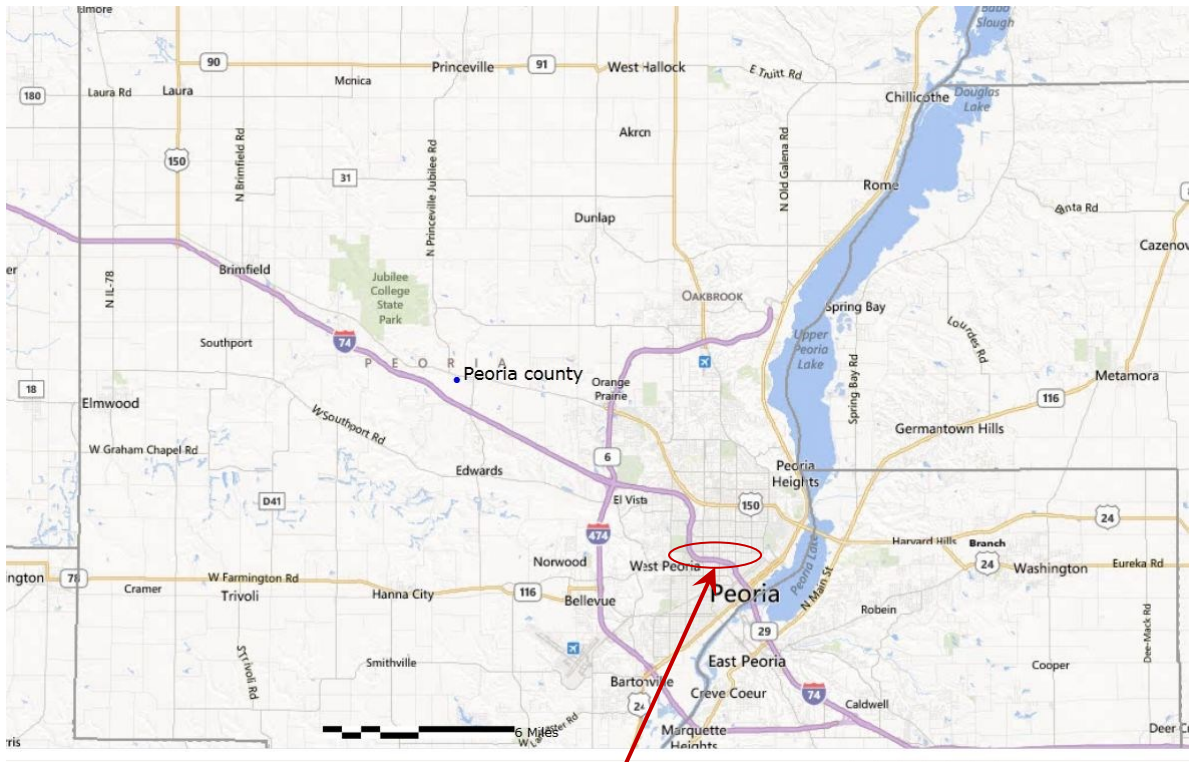 Elmore
Baba
Slough
90
Princeville
91
West Hallock
E Truitt Rd
Monica
180
Laura Rd
Laura
Chillicothe
Douglas
Lake
Akron
150
N Brimfield Rd
N Princeville Jubilee Rd
N Old Galena Rd
31
Rome
Dunlap
Cazenov
N IL-78
Brimfield
Jubilee
College
State
Park
OAKBROOK
Spring Bay
Lourdes Rd
Upper
Peoria
Lake
Southport
74
PEORIA
Peoria county
Orange
Prairie
Spring Bay Rd
Metamora
18
Elmwood
116
W Southport Rd
Germantown Hills
W Graham Chapel Rd
6
Edwards
Peoria
Heights
D41
El Vista
150
24
474
Harvard Hills
Branch
24
Washington
Eureka Rd
Norwood
West Peoria
Peoria Lake
ington
78
W Farmington Rd
Cramer
Trivoli
Hanna City
116
Bellevue
Peoria
N Main St
Robein
29
Dee-Mack Rd
S Trivoli Rd
Smithville
East Peoria
Cooper
Bartonville
Creve Coeur
74
24
Caldwell
6 Miles
Marquette
Heights
Deer C